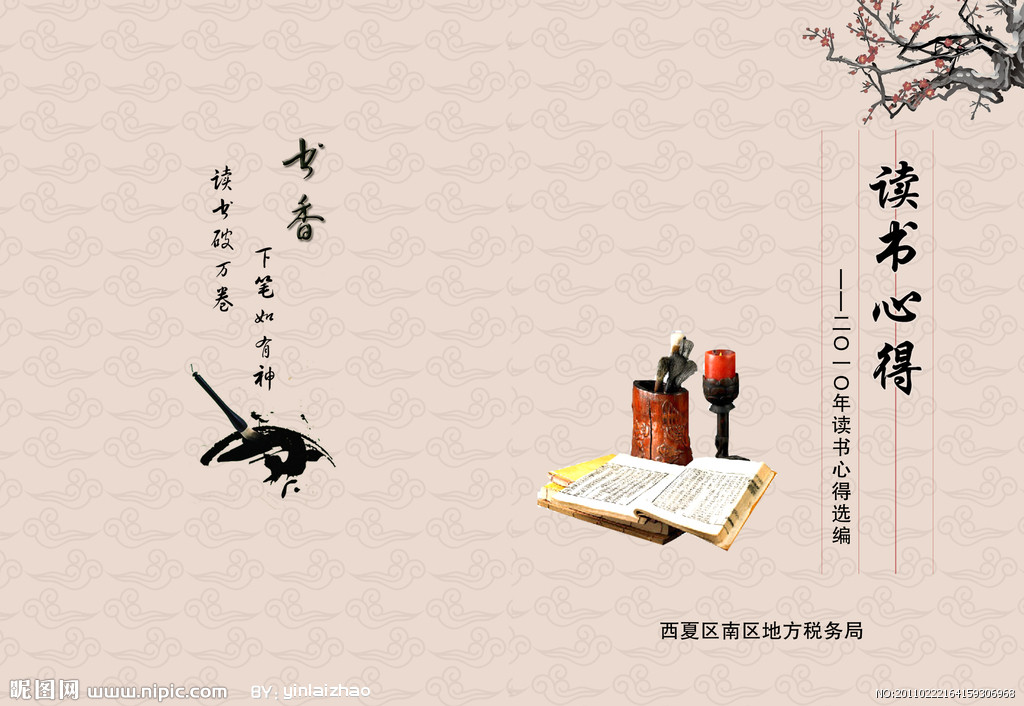 读书心得
——二〇一〇年读书心得选编
西夏区南区地方税务局
书香
读书破万卷
下笔如有神
昵图网 www.nipic.com BY: yinlaizhao
NO:20110222164159306968